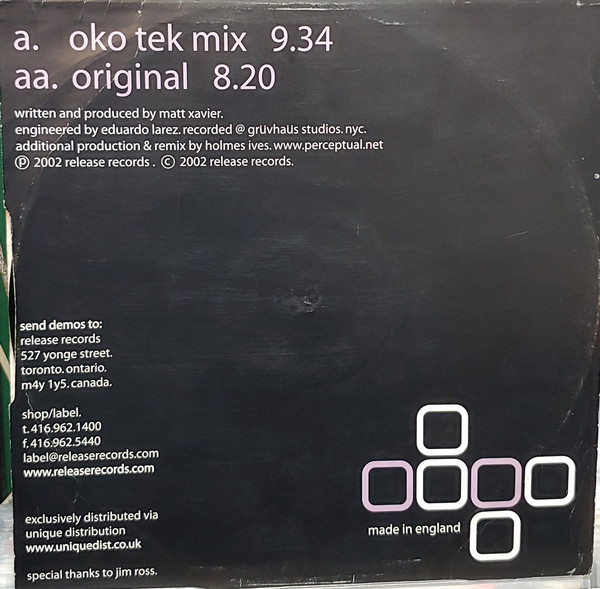 a. oko tek mix 9.34
aa. original 8.20
written and produced by matt xavier.
engineered by eduardo larez. recorded @ grüvhaüs studios. nyc.
additional production & remix by holmes ives. www.perceptual.net
℗ 2002 release records. © 2002 release records.
send demos to:
release records
527 yonge street.
toronto. ontario.
m4y 1y5. canada.
shop/label.
t. 416.962.1400
f. 416.962.5440
label@releaserecords.com
www.releaserecords.com
made in england
exclusively distributed via
unique distribution
www.uniquedist.co.uk
special thanks to jim ross.